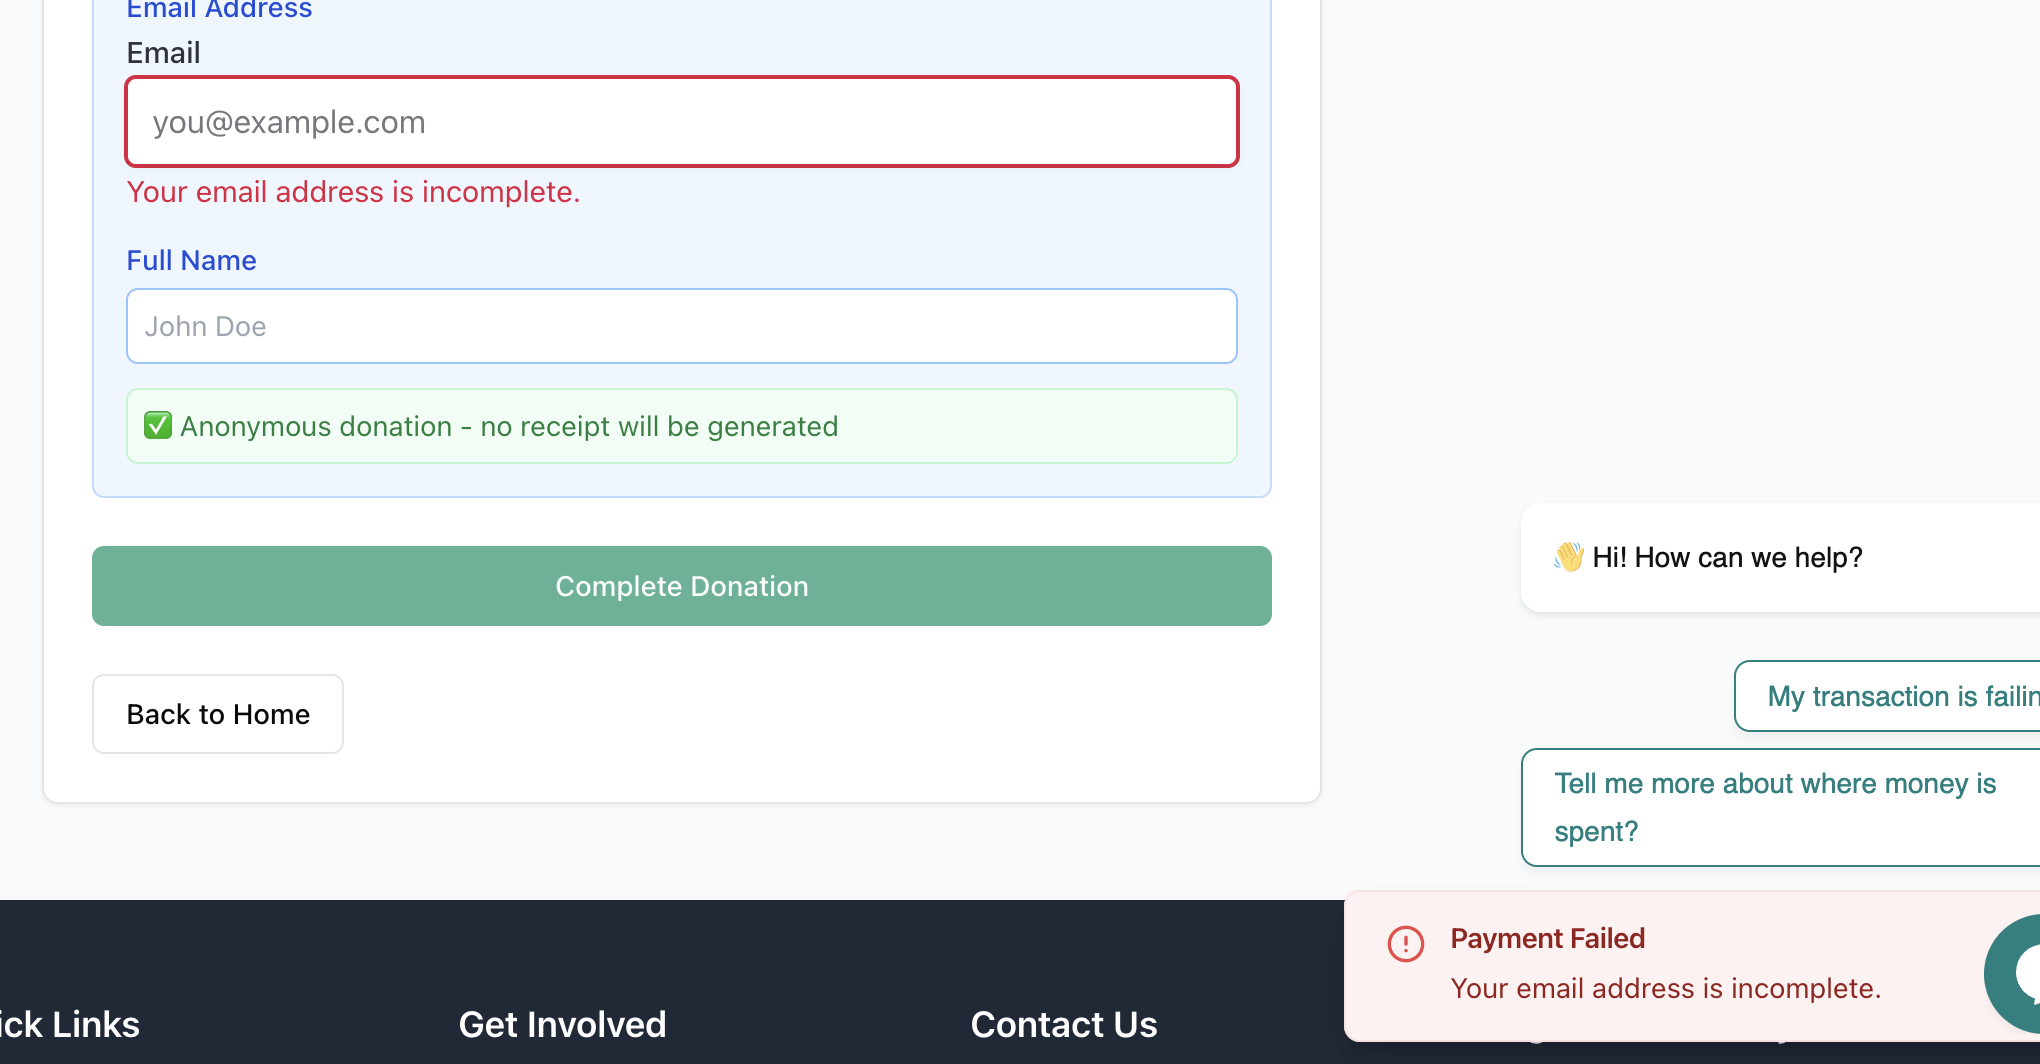 Email Address
Email
you@example.com
Your email address is incomplete.
Full Name
John Doe
✅ Anonymous donation - no receipt will be generated
Complete Donation
Back to Home
👋 Hi! How can we help?
My transaction is failin
Tell me more about where money is
spent?
Payment Failed
Your email address is incomplete.
ick Links
Get Involved
Contact Us